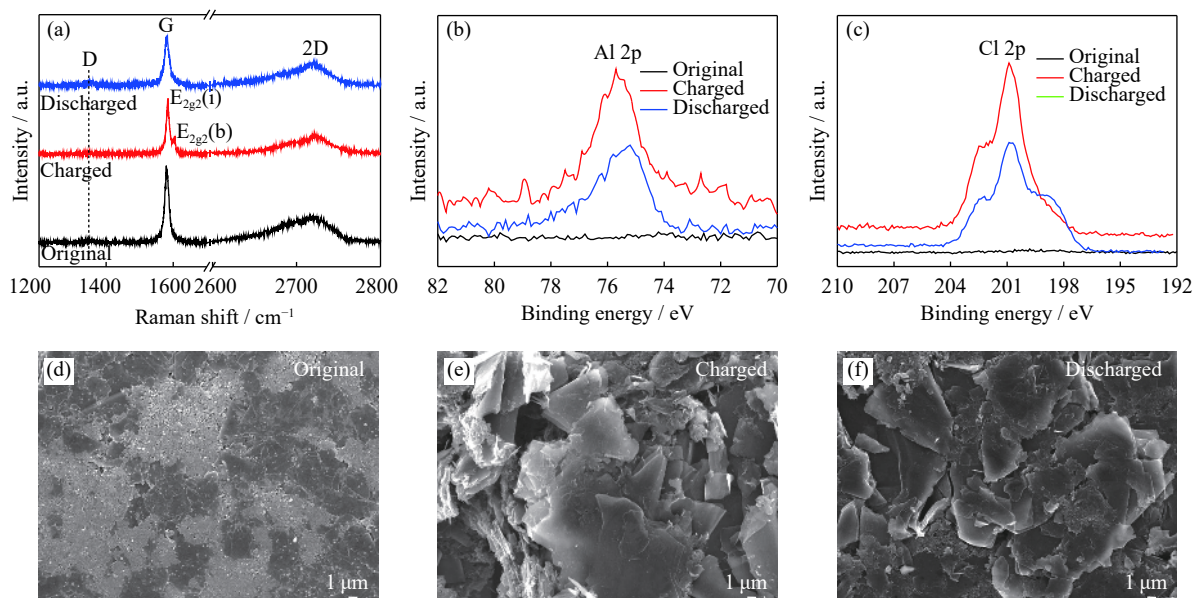 (a)
G
D
2D
Discharged
E2g2(i)
E2g2(b)
Charged
Original
1200 1400 1600 2600 2700 2800
Raman shift / cm−1
Intensity / a.u.
(b)
Al 2p
Original
Charged
Discharged
82 80 78 76 74 72 70
Binding energy / eV
Intensity / a.u.
(c)
Cl 2p
Original
Charged
Discharged
210 207 204 201 198 195 192
Binding energy / eV
Intensity / a.u.
(d) Original
1 μm
(e) Charged
1 μm
(f) Discharged
1 μm